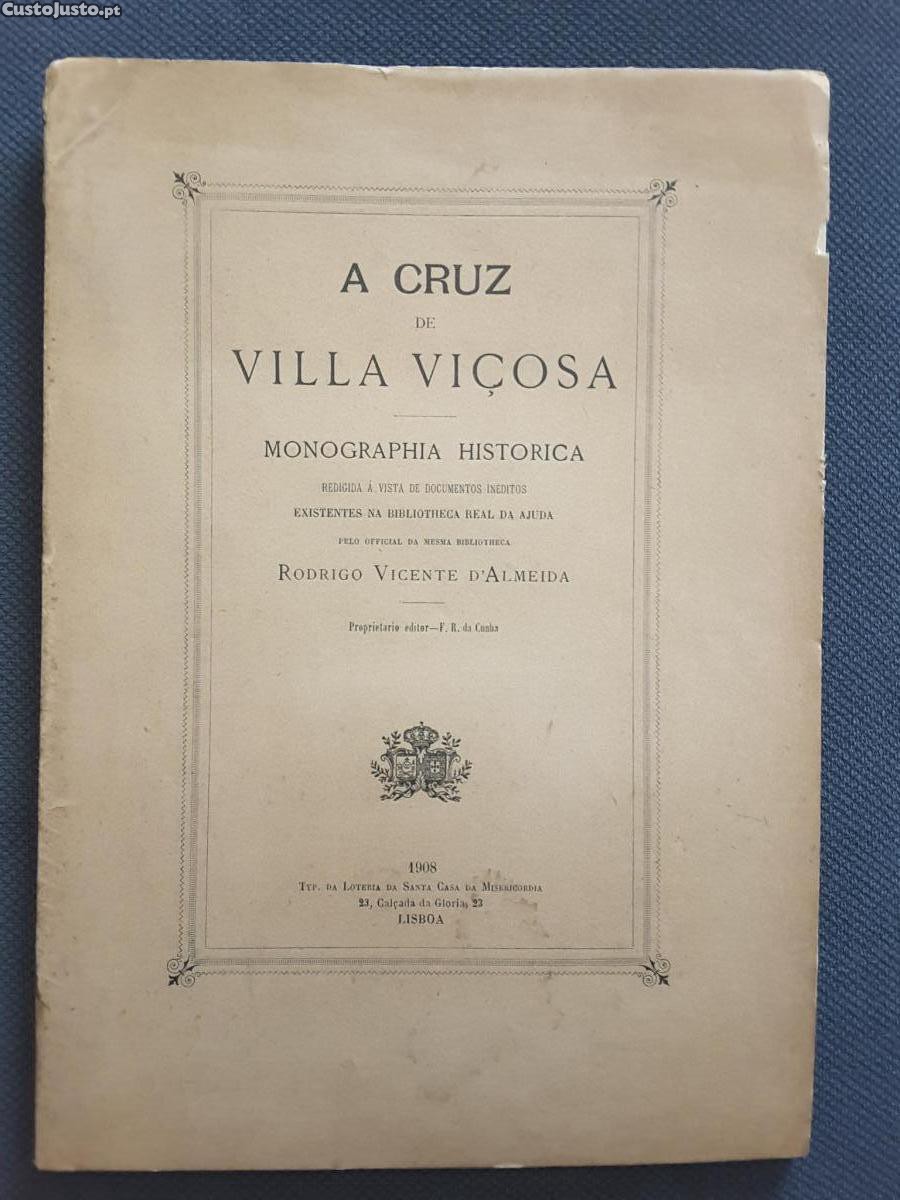 CustoJusto.pt
A CRUZ
DE
VILLA VIÇOSA
MONOGRAPHIA HISTORICA
REDIGIDA Á VISTA DE DOCUMENTOS INEDITOS
EXISTENTES NA BIBLIOTHECA REAL DA AJUDA
PELO OFFICIAL DA MESMA BIBLIOTHECA
RODRIGO VICENTE D'ALMEIDA
Proprietario editor—F. R. da Cunha
1908
TYP. DA LOTERIA DA SANTA CASA DA MISERICORDIA
23, Calçada da Gloria, 23
LISBOA